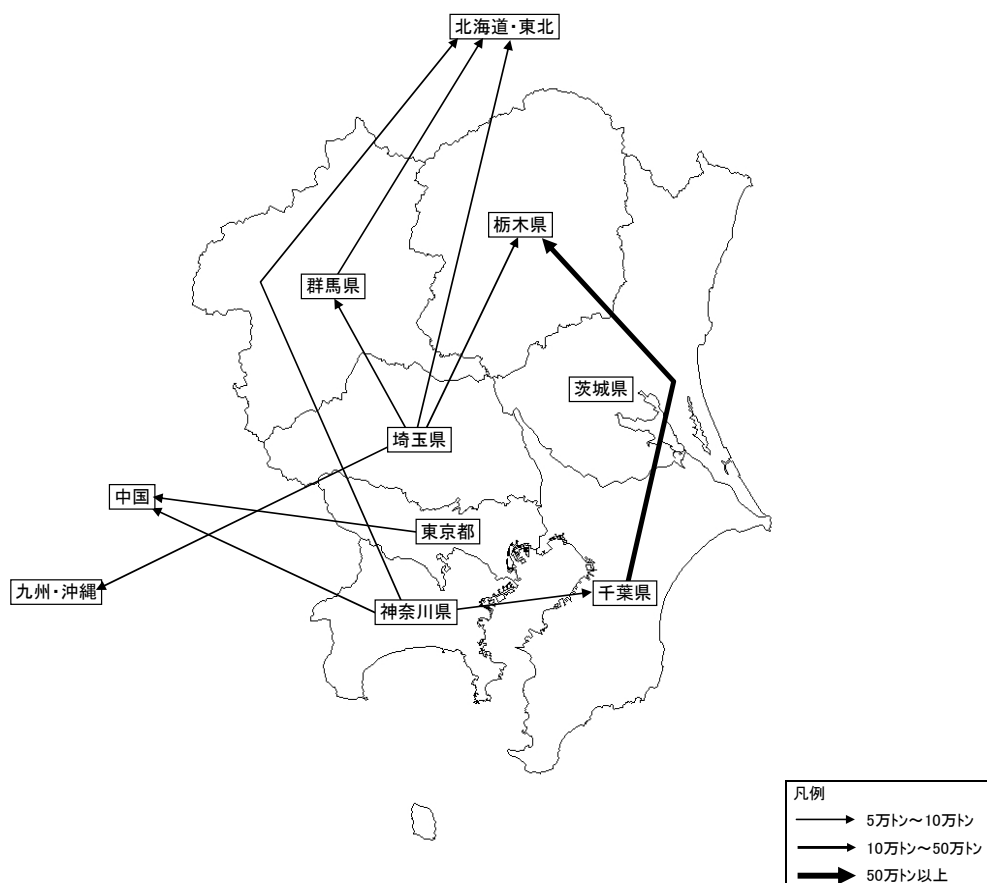 北海道・東北
栃木県
群馬県
茨城県
埼玉県
中国
東京都
九州・沖縄
千葉県
神奈川県
凡例
5万ﾄﾝ～10万ﾄﾝ
10万ﾄﾝ～50万ﾄﾝ
50万ﾄﾝ以上